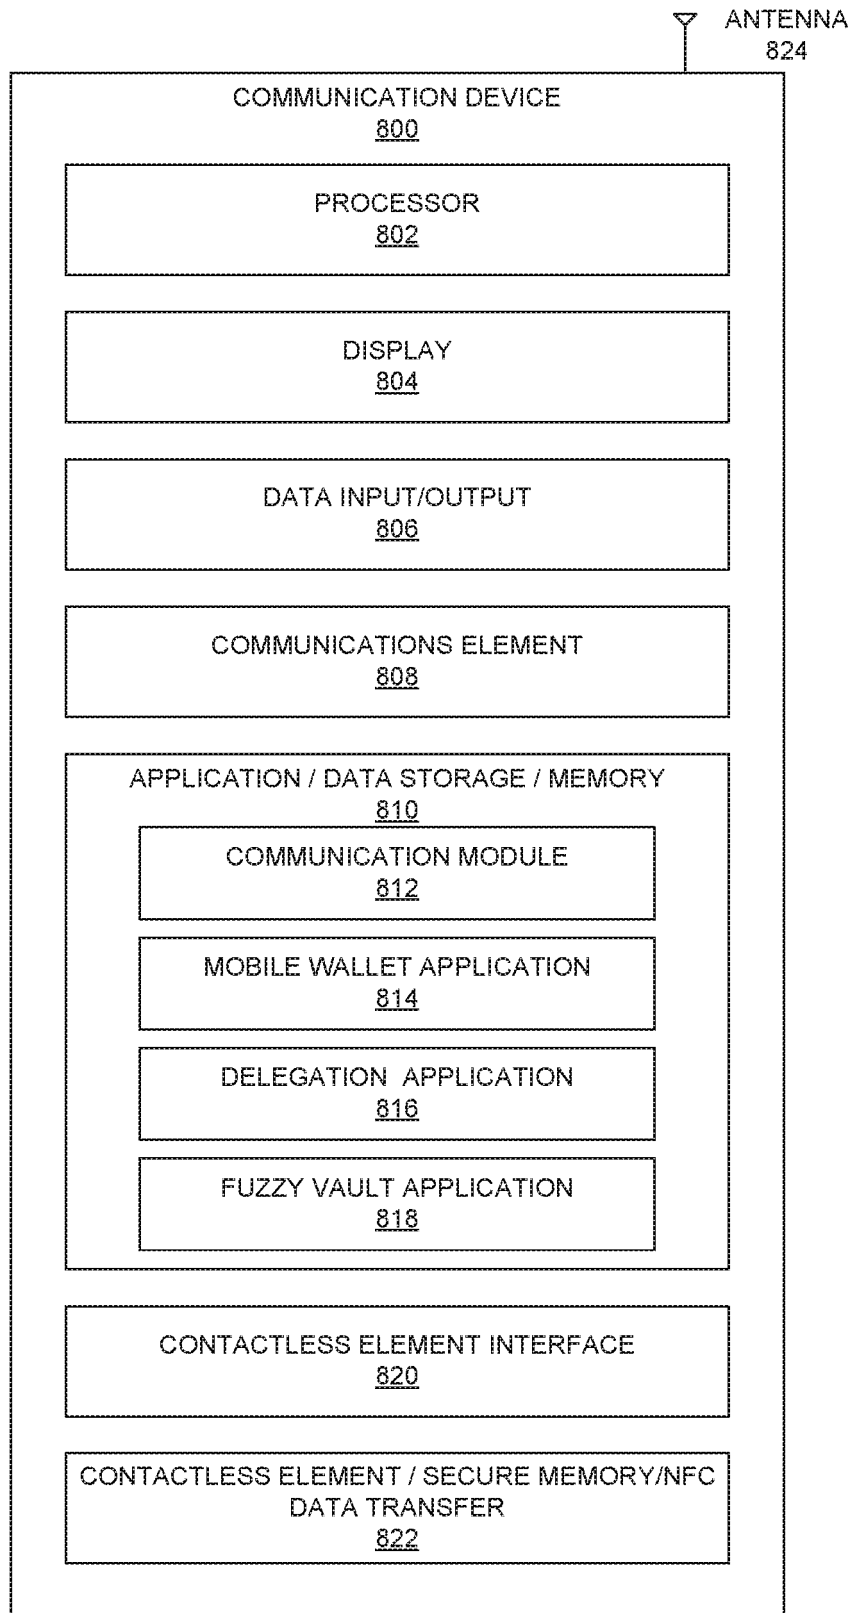 ANTENNA
824
COMMUNICATION DEVICE
800
PROCESSOR
802
DISPLAY
804
DATA INPUT/OUTPUT
806
COMMUNICATIONS ELEMENT
808
APPLICATION / DATA STORAGE / MEMORY
810
COMMUNICATION MODULE
812
MOBILE WALLET APPLICATION
814
DELEGATION APPLICATION
816
FUZZY VAULT APPLICATION
818
CONTACTLESS ELEMENT INTERFACE
820
CONTACTLESS ELEMENT / SECURE MEMORY/NFC
DATA TRANSFER
822